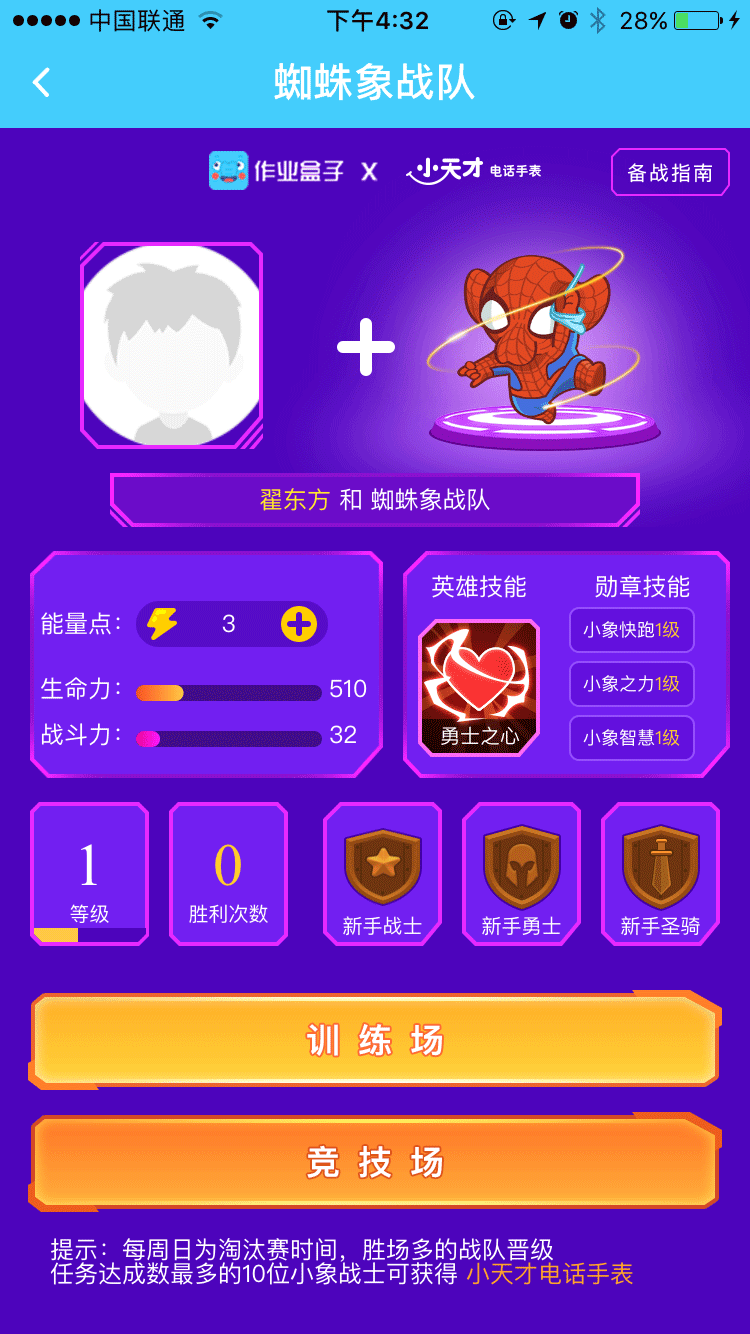 中国联通
下午4:32
28%
蜘蛛象战队
作业盒子 X 小天才 电话手表
备战指南
翟东方 和 蜘蛛象战队
能量点： 3
生命力： 510
战斗力： 32
英雄技能
勇士之心
勋章技能
小象快跑1级
小象之力1级
小象智慧1级
1
等级
0
胜利次数
新手战士
新手勇士
新手圣骑
训练场
竞技场
提示：每周日为淘汰赛时间，胜场多的战队晋级
任务达成数最多的10位小象战士可获得 小天才电话手表